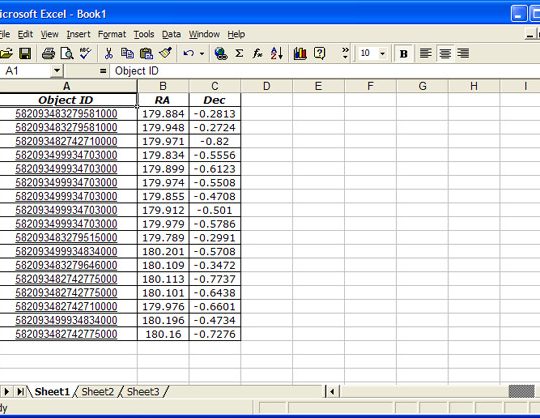 icrosoft Excel - Book1
File Edit View Insert Format Tools Data Window Help
10 B
A1 = Object ID
A B C D E F G H I
Object ID RA Dec
582093483279581000 179.884 -0.2813
582093483279581000 179.948 -0.2724
582093482742710000 179.971 -0.82
582093499934703000 179.834 -0.5556
582093499934703000 179.899 -0.6123
582093499934703000 179.974 -0.5508
582093499934703000 179.855 -0.4708
582093499934703000 179.912 -0.501
582093499934703000 179.979 -0.5786
582093483279515000 179.789 -0.2991
582093499934834000 180.201 -0.5708
582093483279646000 180.109 -0.3472
582093482742775000 180.113 -0.7737
582093482742775000 180.101 -0.6438
582093482742710000 179.976 -0.6601
582093499934834000 180.196 -0.4734
582093482742775000 180.16 -0.7276
Sheet1 Sheet2 Sheet3
dy